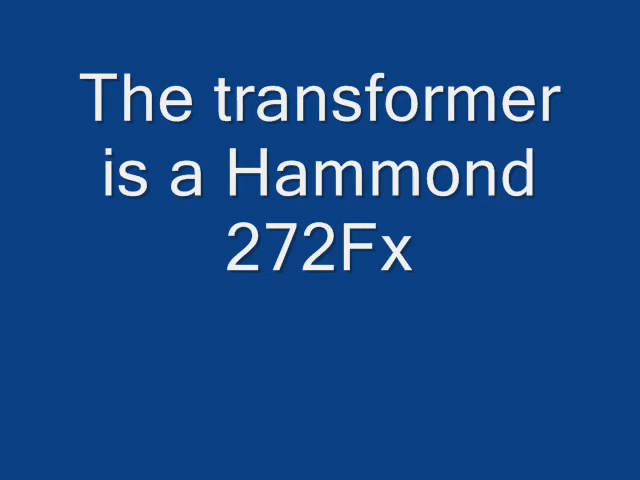 The transformer
is a Hammond
272Fx